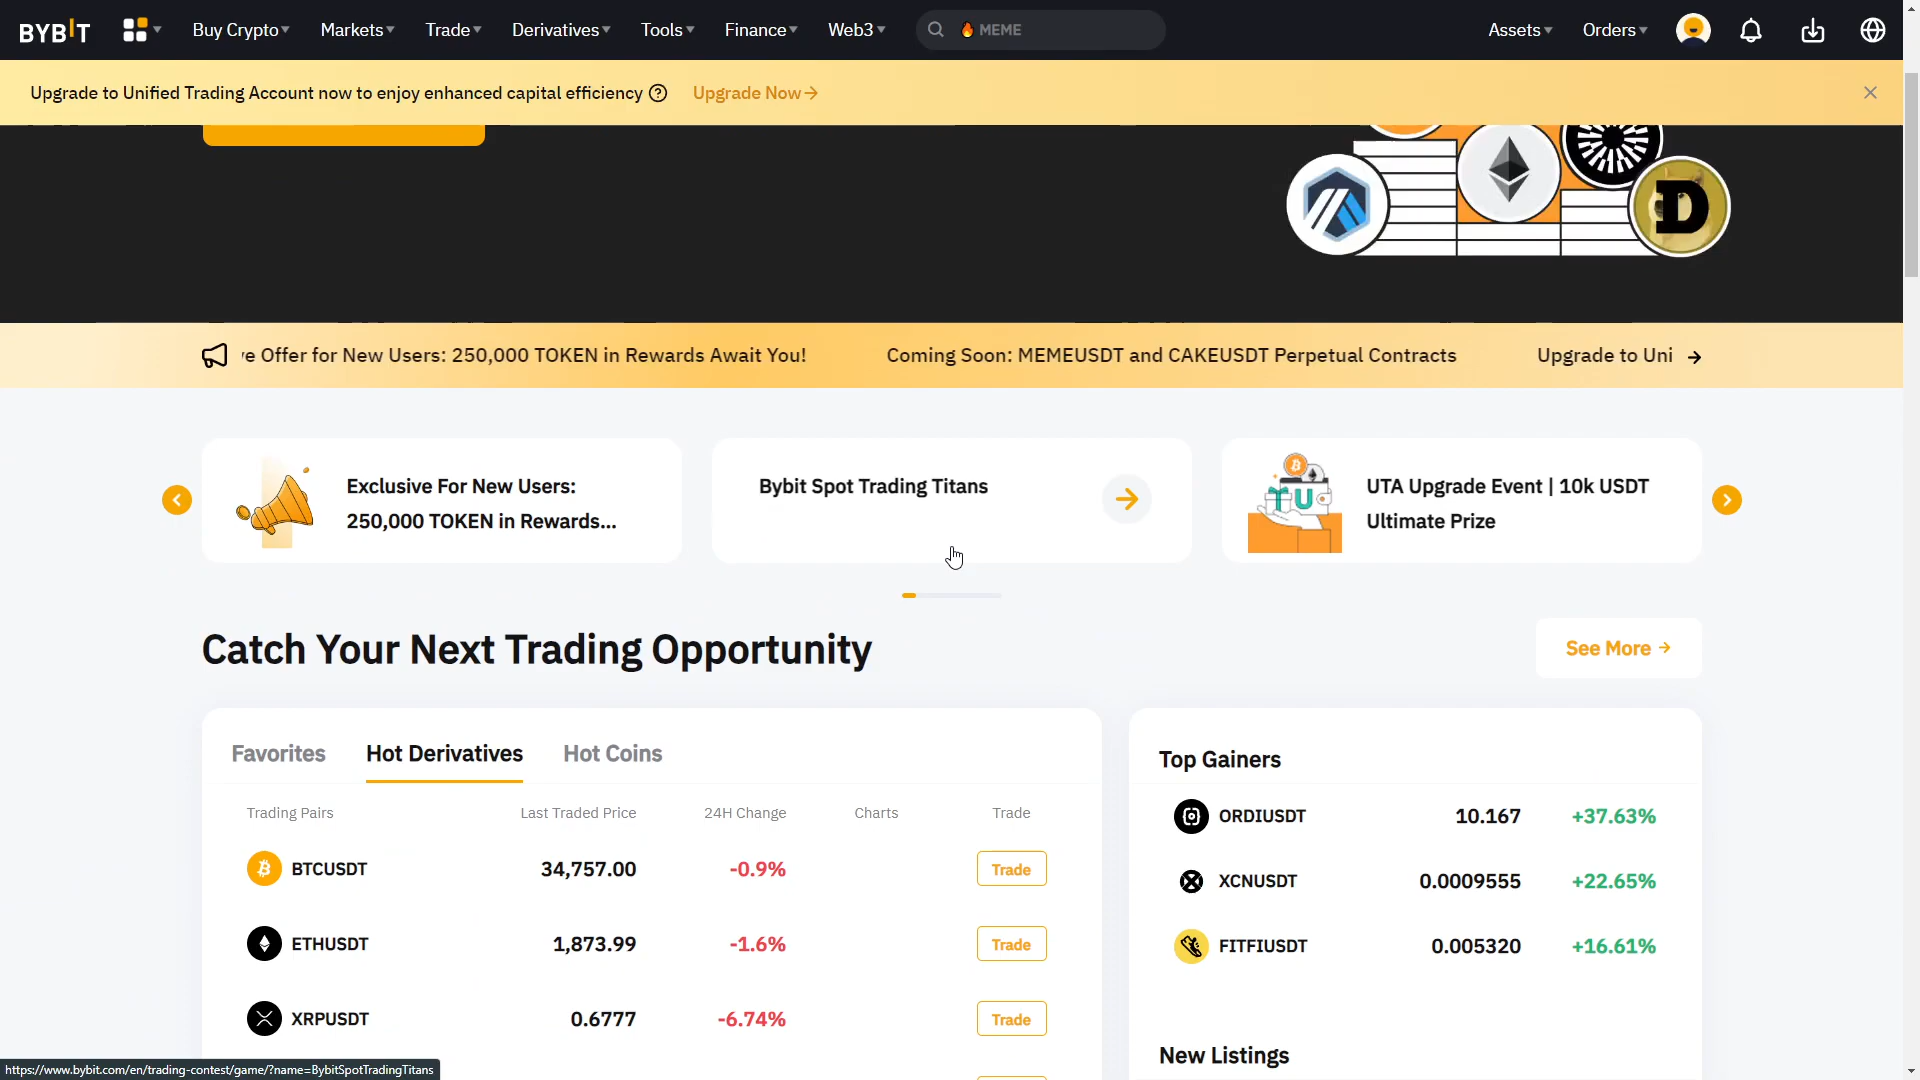 BYBIT
Buy Crypto
Markets
Trade
Derivatives
Tools
Finance
Web3
MEME
Assets
Orders
Upgrade to Unified Trading Account now to enjoy enhanced capital efficiency
Upgrade Now
e Offer for New Users: 250,000 TOKEN in Rewards Await You!
Coming Soon: MEMEUSDT and CAKEUSDT Perpetual Contracts
Upgrade to Uni
Exclusive For New Users:
250,000 TOKEN in Rewards...
Bybit Spot Trading Titans
UTA Upgrade Event | 10k USDT
Ultimate Prize
Catch Your Next Trading Opportunity
See More
Favorites
Hot Derivatives
Hot Coins
Trading Pairs
Last Traded Price
24H Change
Charts
Trade
BTCUSDT
34,757.00
-0.9%
Trade
ETHUSDT
1,873.99
-1.6%
Trade
XRPUSDT
0.6777
-6.74%
Trade
Top Gainers
ORDIUSDT
10.167
+37.63%
XCNUSDT
0.0009555
+22.65%
FITFIUSDT
0.005320
+16.61%
New Listings
https://www.bybit.com/en/trading-contest/game/?name=BybitSpotTradingTitans